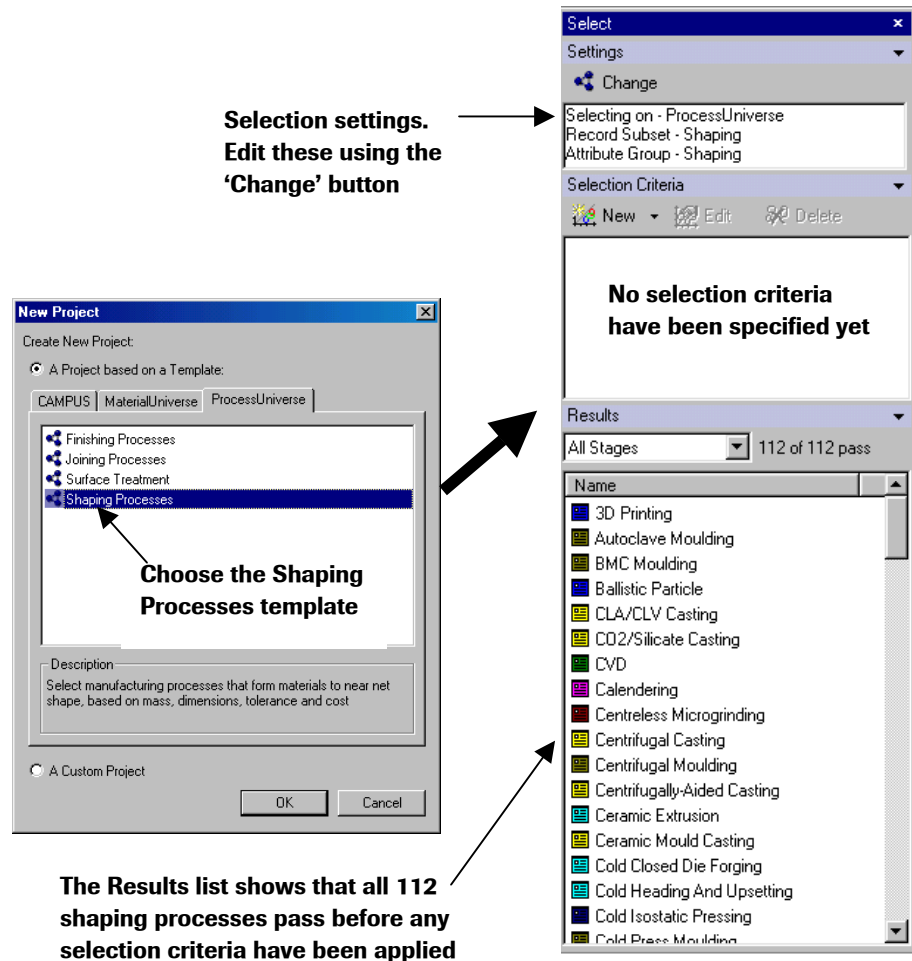 Selection settings.
Edit these using the
‘Change’ button
New Project
Create New Project:
A Project based on a Template:
CAMPUS
MaterialUniverse
ProcessUniverse
Finishing Processes
Joining Processes
Surface Treatment
Shaping Processes
Choose the Shaping
Processes template
Description
Select manufacturing processes that form materials to near net
shape, based on mass, dimensions, tolerance and cost
A Custom Project
OK
Cancel
The Results list shows that all 112
shaping processes pass before any
selection criteria have been applied
Select
Settings
Change
Selecting on - ProcessUniverse
Record Subset - Shaping
Attribute Group - Shaping
Selection Criteria
New
Edit
Delete
No selection criteria
have been specified yet
Results
All Stages
112 of 112 pass
Name
3D Printing
Autoclave Moulding
BMC Moulding
Ballistic Particle
CLA/CLV Casting
CO2/Silicate Casting
CVD
Calendering
Centreless Microgrinding
Centrifugal Casting
Centrifugal Moulding
Centrifugally-Aided Casting
Ceramic Extrusion
Ceramic Mould Casting
Cold Closed Die Forging
Cold Heading And Upsetting
Cold Isostatic Pressing
Cold Press Moulding